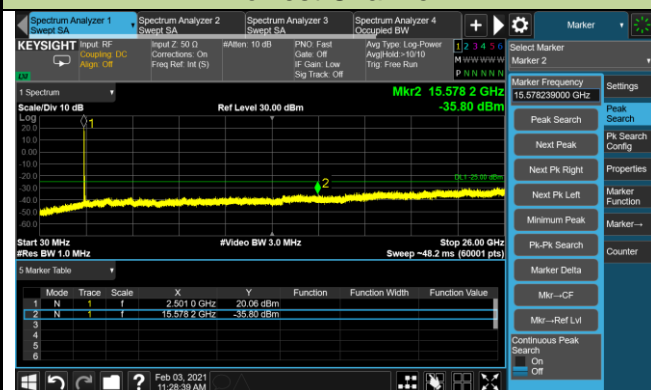 Spectrum Analyzer 1
Swept SA
Spectrum Analyzer 2
Swept SA
Spectrum Analyzer 3
Swept SA
Spectrum Analyzer 4
Occupied BW
Marker
KEYSIGHT
Input: RF
Coupling: DC
Align: Off
Input Z: 50 Ω
Corrections: On
Freq Ref: Int (S)
#Atten: 10 dB
PNO: Fast
Gate: Off
IF Gain: Low
Sig Track: Off
Avg Type: Log-Power
Avg|Hold:>10/10
Trig: Free Run
1 2 3 4 5 6
M W W W W W
P N N N N N
LXI
1 Spectrum
Mkr2 15.578 2 GHz
Scale/Div 10 dB
Ref Level 30.00 dBm
-35.80 dBm
Log
20.0
10.0
0.00
-10.0
-20.0
-30.0
-40.0
-50.0
-60.0
1
2
DL1 -25.00 dBm
Start 30 MHz
#Video BW 3.0 MHz
Stop 26.00 GHz
#Res BW 1.0 MHz
Sweep ~48.2 ms (60001 pts)
5 Marker Table
Mode Trace Scale X Y Function Function Width Function Value
1 N 1 f 2.501 0 GHz 20.06 dBm
2 N 1 f 15.578 2 GHz -35.80 dBm
3
4
5
6
Feb 03, 2021
11:28:39 AM
Select Marker
Marker 2
Marker Frequency
15.578239000 GHz
Peak Search
Next Peak
Next Pk Right
Next Pk Left
Minimum Peak
Pk-Pk Search
Marker Delta
Mkr→CF
Mkr→Ref Lvl
Continuous Peak
Search
On
Off
Settings
Peak
Search
Pk Search
Config
Properties
Marker
Function
Marker→
Counter